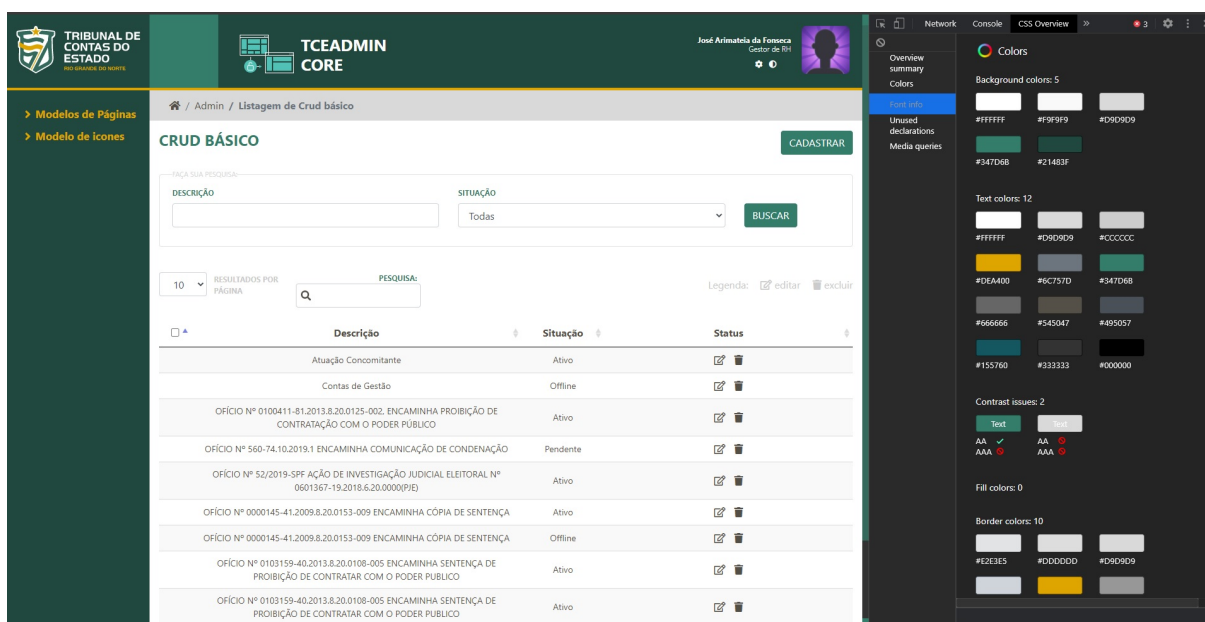 TRIBUNAL DE
CONTAS DO
ESTADO
RIO GRANDE DO NORTE
TCEADMIN
CORE
José Arimateia da Fonseca
Gestor de RH
Modelos de Páginas
Modelo de icones
/ Admin / Listagem de Crud básico
CRUD BÁSICO
CADASTRAR
FAÇA SUA PESQUISA:
DESCRIÇÃO
SITUAÇÃO
Todas
BUSCAR
10
RESULTADOS POR
PÁGINA
PESQUISA:
Legenda: editar excluir
Descrição Situação Status
Atuação Concomitante Ativo
Contas de Gestão Offline
OFÍCIO Nº 0100411-81.2013.8.20.0125-002, ENCAMINHA PROIBIÇÃO DE
CONTRATAÇÃO COM O PODER PÚBLICO
Ativo
OFÍCIO Nº 560-74.10.2019.1 ENCAMINHA COMUNICAÇÃO DE CONDENAÇÃO Pendente
OFÍCIO Nº 52/2019-SPF AÇÃO DE INVESTIGAÇÃO JUDICIAL ELEITORAL Nº
0601367-19.2018.6.20.0000(PJE)
Ativo
OFÍCIO Nº 0000145-41.2009.8.20.0153-009 ENCAMINHA CÓPIA DE SENTENÇA Ativo
OFÍCIO Nº 0000145-41.2009.8.20.0153-009 ENCAMINHA CÓPIA DE SENTENÇA Offline
OFÍCIO Nº 0103159-40.2013.8.20.0108-005 ENCAMINHA SENTENÇA DE
PROIBIÇÃO DE CONTRATAR COM O PODER PUBLICO
Ativo
OFÍCIO Nº 0103159-40.2013.8.20.0108-005 ENCAMINHA SENTENÇA DE
PROIBIÇÃO DE CONTRATAR COM O PODER PUBLICO
Ativo
Network Console CSS Overview » 3
Overview
summary
Colors
Font info
Unused
declarations
Media queries
Colors
Background colors: 5
#FFFFFF #F9F9F9 #D9D9D9
#347D6B #21483F
Text colors: 12
#FFFFFF #D9D9D9 #CCCCCC
#DEA400 #6C757D #347D6B
#666666 #545047 #495057
#155760 #333333 #000000
Contrast issues: 2
Text Text
AA AA
AAA AAA
Fill colors: 0
Border colors: 10
#E2E3E5 #DDDDDD #D9D9D9